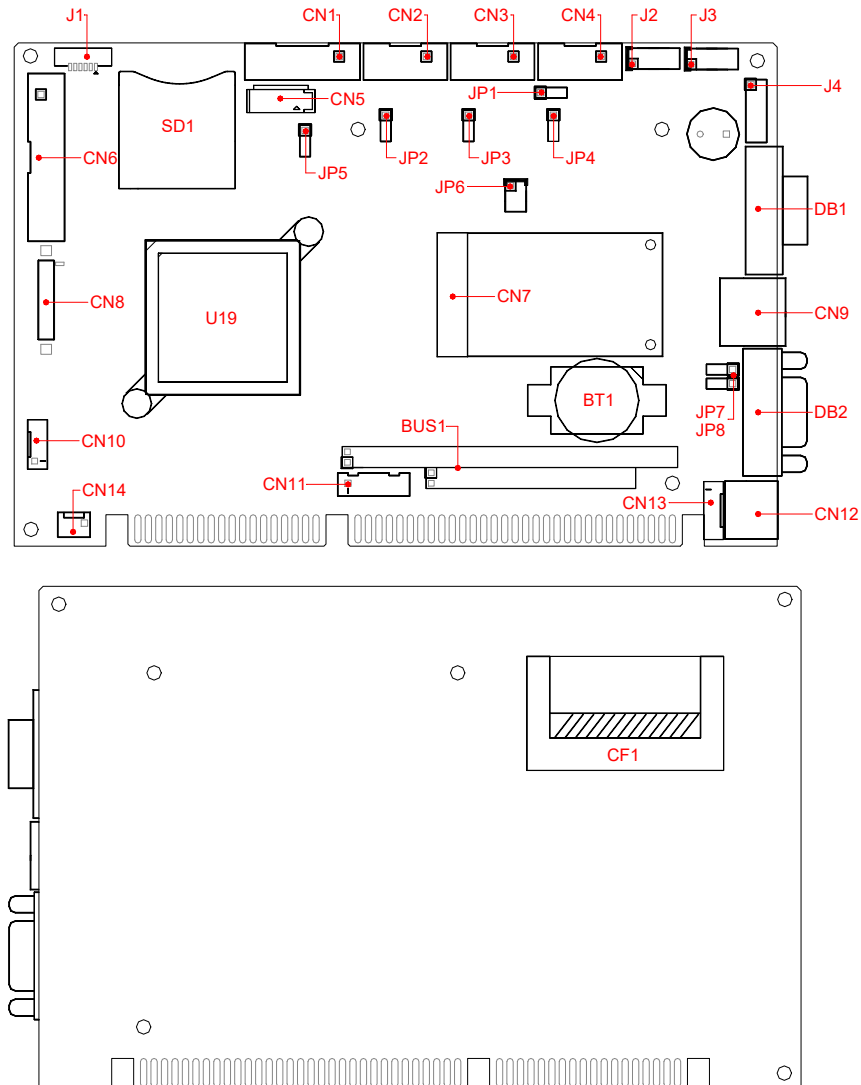 J1 CN1 CN2 CN3 CN4 J2 J3
J4
JP1
CN5
SD1
CN6 JP5 JP2 JP3 JP4
JP6
DB1
CN8 CN7
U19 CN9
BT1
JP7 DB2
JP8
BUS1
CN10
CN11 CN14
CN13 CN12
CF1